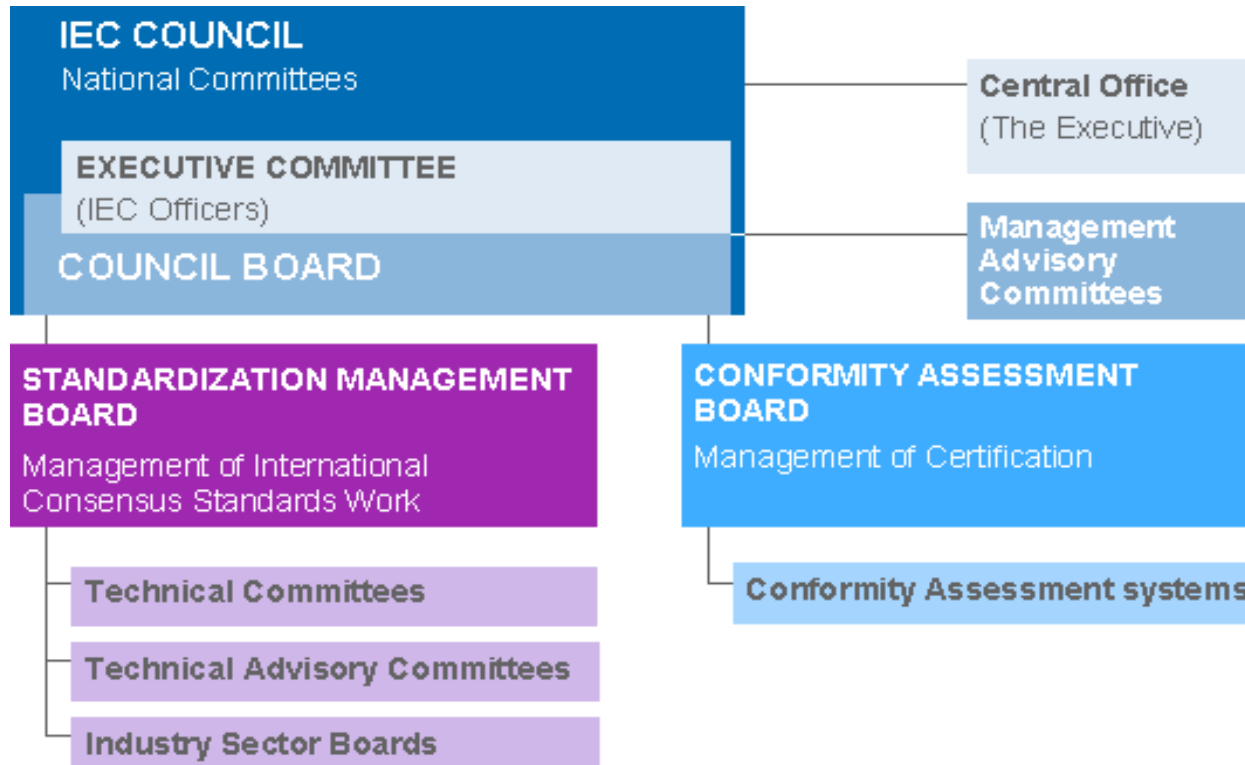 IEC COUNCIL
National Committees
EXECUTIVE COMMITTEE
(IEC Officers)
COUNCIL BOARD
Central Office
(The Executive)
Management
Advisory
Committees
STANDARDIZATION MANAGEMENT
BOARD
Management of International
Consensus Standards Work
Technical Committees
Technical Advisory Committees
Industry Sector Boards
CONFORMITY ASSESSMENT
BOARD
Management of Certification
Conformity Assessment systems